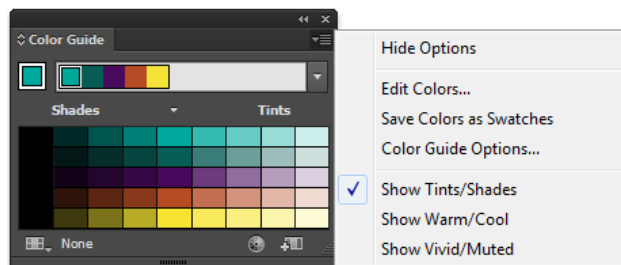 Color Guide
Shades Tints
None
Hide Options
Edit Colors...
Save Colors as Swatches
Color Guide Options...
Show Tints/Shades
Show Warm/Cool
Show Vivid/Muted